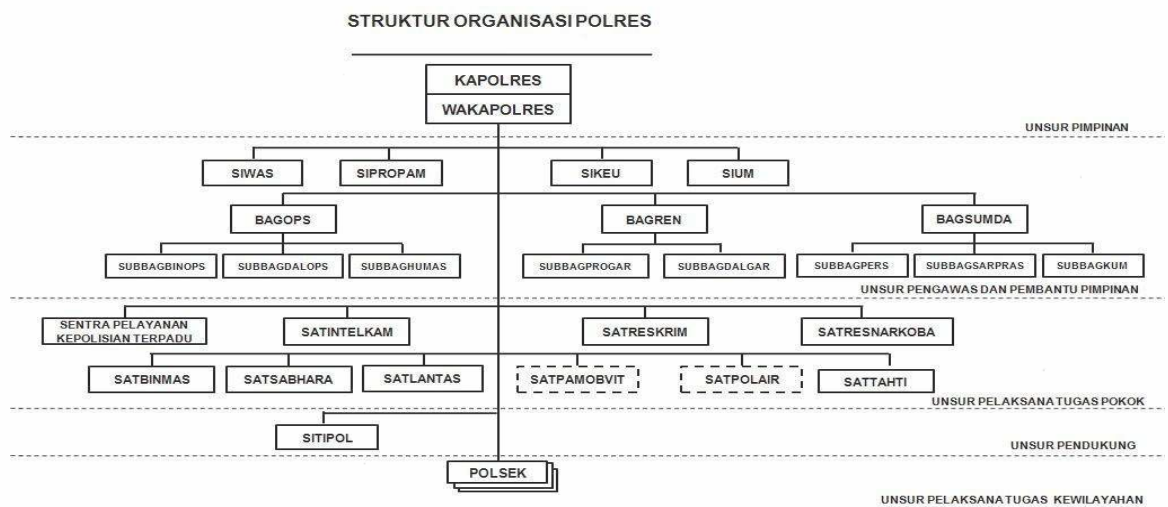 STRUKTUR ORGANISASI POLRES
KAPOLRES
WAKAPOLRES
UNSUR PIMPINAN
SIWAS
SIPROPAM
SIKEU
SIUM
BAGOPS
BAGREN
BAGSUMDA
SUBBAGBINOPS
SUBBAGDALOPS
SUBBAGHUMAS
SUBBAGPROGAR
SUBBAGDALGAR
SUBBAGPERS
SUBBAGSARPRAS
SUBBAGKUM
UNSUR PENGAWAS DAN PEMBANTU PIMPINAN
SENTRA PELAYANAN
KEPOLISIAN TERPADU
SATINTELKAM
SATRESKRIM
SATRESNARKOBA
SATBINMAS
SATSABHARA
SATLANTAS
SATPAMOBVIT
SATPOLAIR
SATTAHTI
UNSUR PELAKSANA TUGAS POKOK
SITIPOL
UNSUR PENDUKUNG
POLSEK
UNSUR PELAKSANA TUGAS KEWILAYAHAN